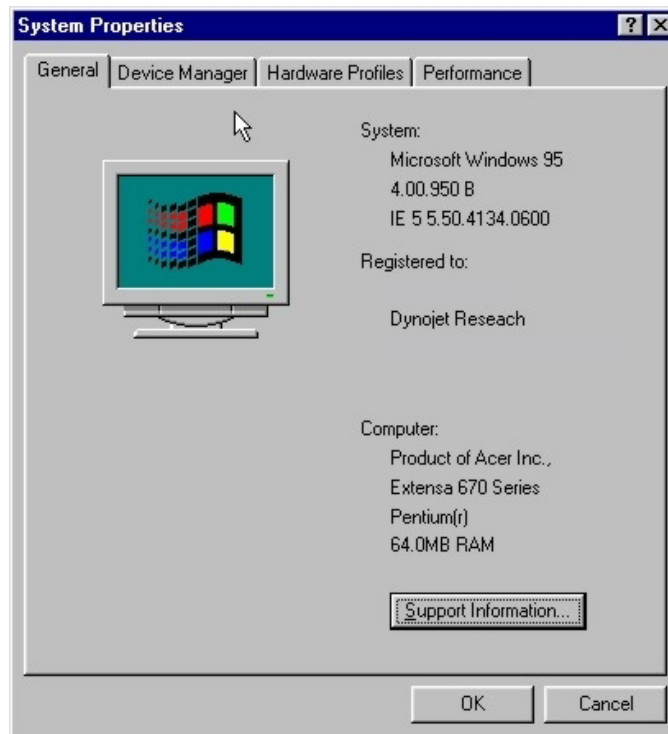 System Properties
General
Device Manager
Hardware Profiles
Performance
System:
Microsoft Windows 95
4.00.950 B
IE 5 5.50.4134.0600
Registered to:
Dynojet Reseach
Computer:
Product of Acer Inc.,
Extensa 670 Series
Pentium(r)
64.0MB RAM
Support Information...
OK
Cancel